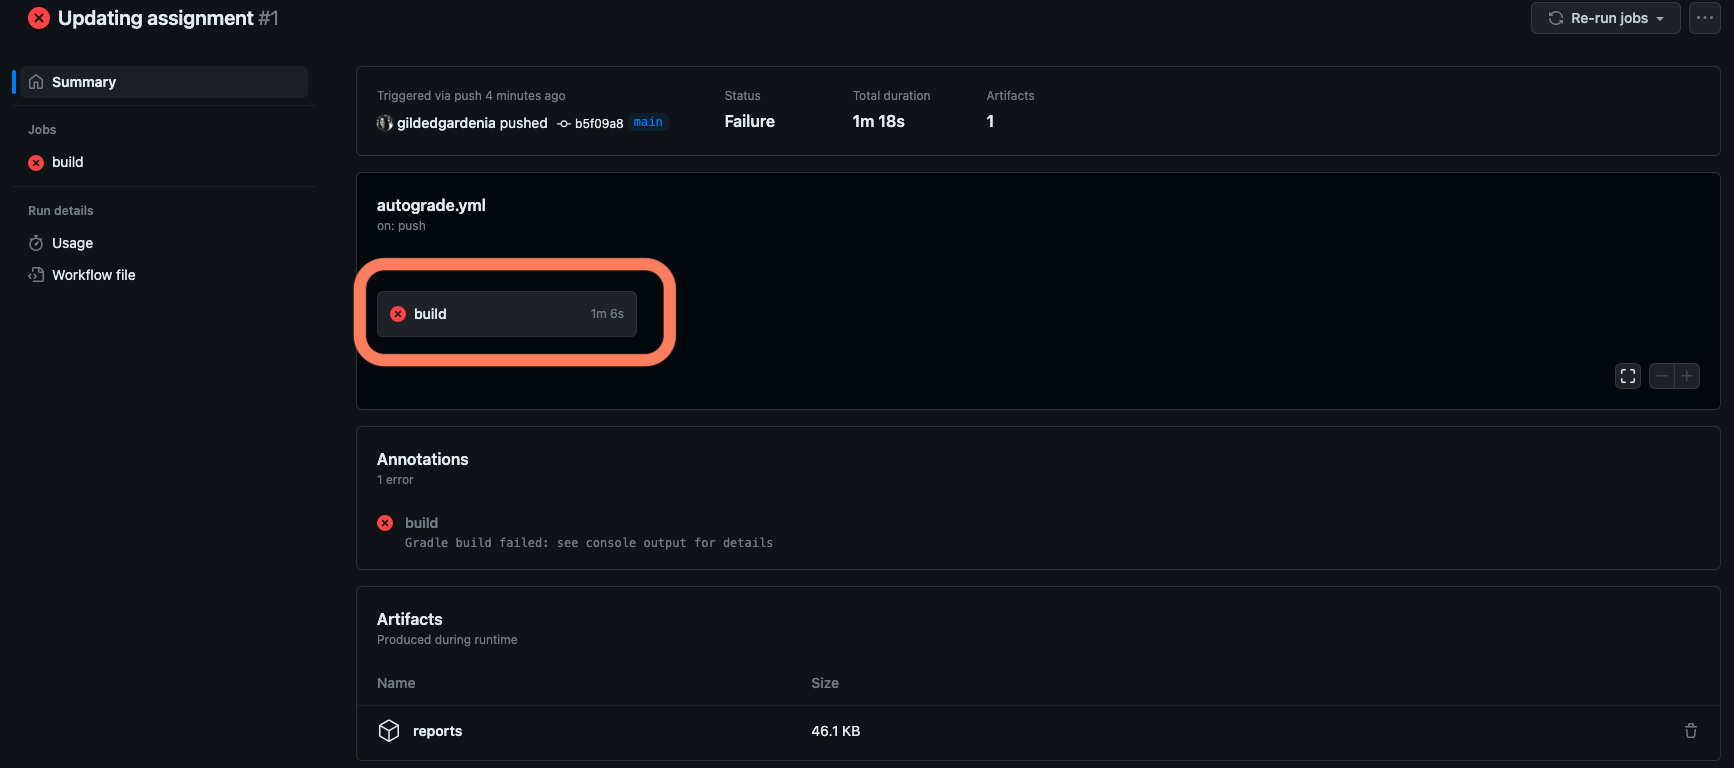 Updating assignment #1
Re-run jobs
Summary
Jobs
build
Run details
Usage
Workflow file
Triggered via push 4 minutes ago
gildedgardenia pushed b5f09a8 main
Status
Failure
Total duration
1m 18s
Artifacts
1
autograde.yml
on: push
build 1m 6s
Annotations
1 error
build
Gradle build failed: see console output for details
Artifacts
Produced during runtime
Name Size
reports 46.1 KB